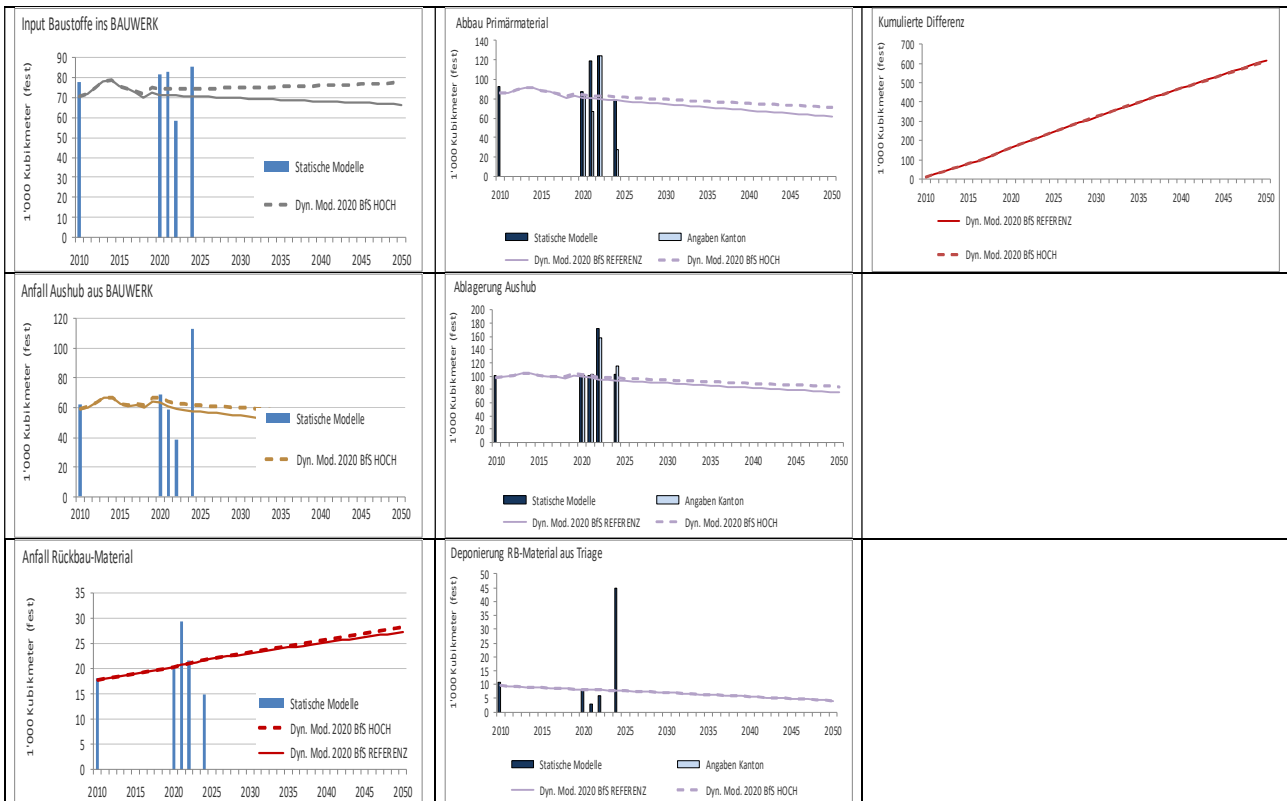 Input Baustoffe ins BAUWERK
1'000 Kubikmeter (fest)
90
80
70
60
50
40
30
20
10
0
2010 2015 2020 2025 2030 2035 2040 2045 2050
Statische Modelle
Dyn. Mod. 2020 BfS HOCH
Abbau Primärmaterial
1'000 Kubikmeter (fest)
140
120
100
80
60
40
20
0
2010 2015 2020 2025 2030 2035 2040 2045 2050
Statische Modelle Angaben Kanton
Dyn. Mod. 2020 BfS REFERENZ Dyn. Mod. 2020 BfS HOCH
Kumulierte Differenz
1'000 Kubikmeter (fest)
700
600
500
400
300
200
100
0
2010 2015 2020 2025 2030 2035 2040 2045 2050
Dyn. Mod. 2020 BfS REFERENZ
Dyn. Mod. 2020 BfS HOCH
Anfall Aushub aus BAUWERK
1'000 Kubikmeter (fest)
120
100
80
60
40
20
0
2010 2015 2020 2025 2030 2035 2040 2045 2050
Statische Modelle
Dyn. Mod. 2020 BfS HOCH
Ablagerung Aushub
1'000 Kubikmeter (fest)
200
180
160
140
120
100
80
60
40
20
0
2010 2015 2020 2025 2030 2035 2040 2045 2050
Statische Modelle Angaben Kanton
Dyn. Mod. 2020 BfS REFERENZ Dyn. Mod. 2020 BfS HOCH
Anfall Rückbau-Material
1'000 Kubikmeter (fest)
35
30
25
20
15
10
5
0
2010 2015 2020 2025 2030 2035 2040 2045 2050
Statische Modelle
Dyn. Mod. 2020 BfS HOCH
Dyn. Mod. 2020 BfS REFERENZ
Deponierung RB-Material aus Triage
1'000 Kubikmeter (fest)
50
45
40
35
30
25
20
15
10
5
0
2010 2015 2020 2025 2030 2035 2040 2045 2050
Statische Modelle Angaben Kanton
Dyn. Mod. 2020 BfS REFERENZ Dyn. Mod. 2020 BfS HOCH